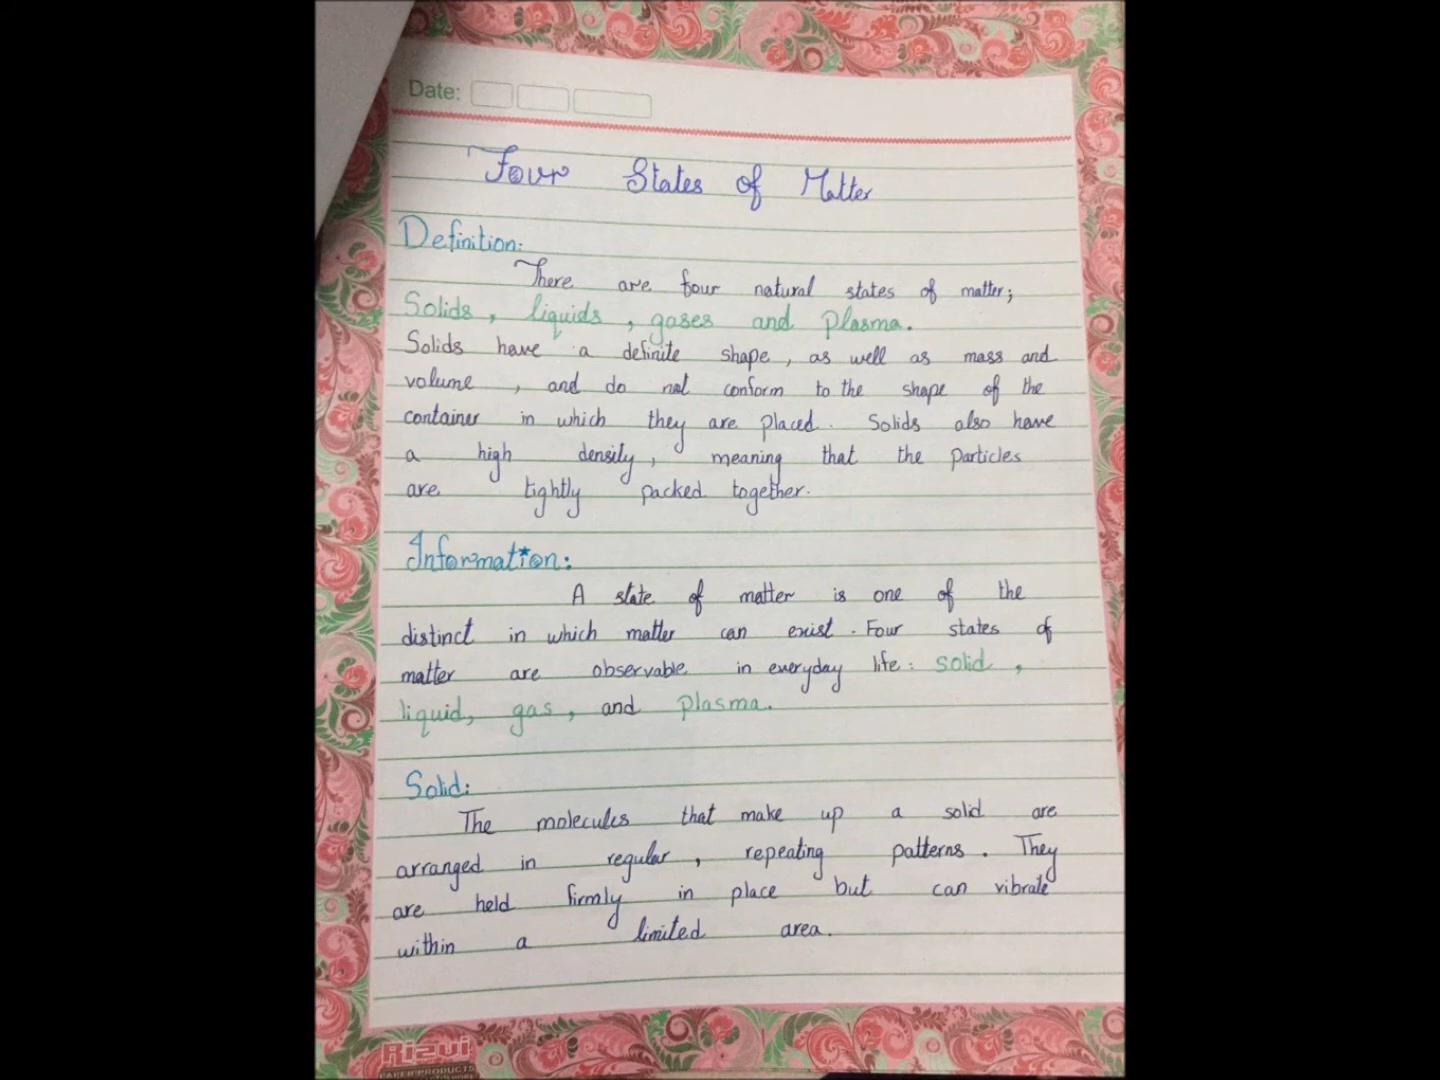 Date:
Four States of Matter
Definition:
There are four natural states of matter;
Solids, liquids, gases and plasma.
Solids have a definite shape, as well as mass and
volume, and do not conform to the shape of the
container in which they are placed. Solids also have
a high density, meaning that the particles
are tightly packed together.
Information:
A state of matter is one of the
distinct in which matter can exist. Four states of
matter are observable in everyday life: solid,
liquid, gas, and plasma.
Solid:
The molecules that make up a solid are
arranged in regular, repeating patterns. They
are held firmly in place but can vibrate
within a limited area.
Rizvi
PAPER PRODUCTS